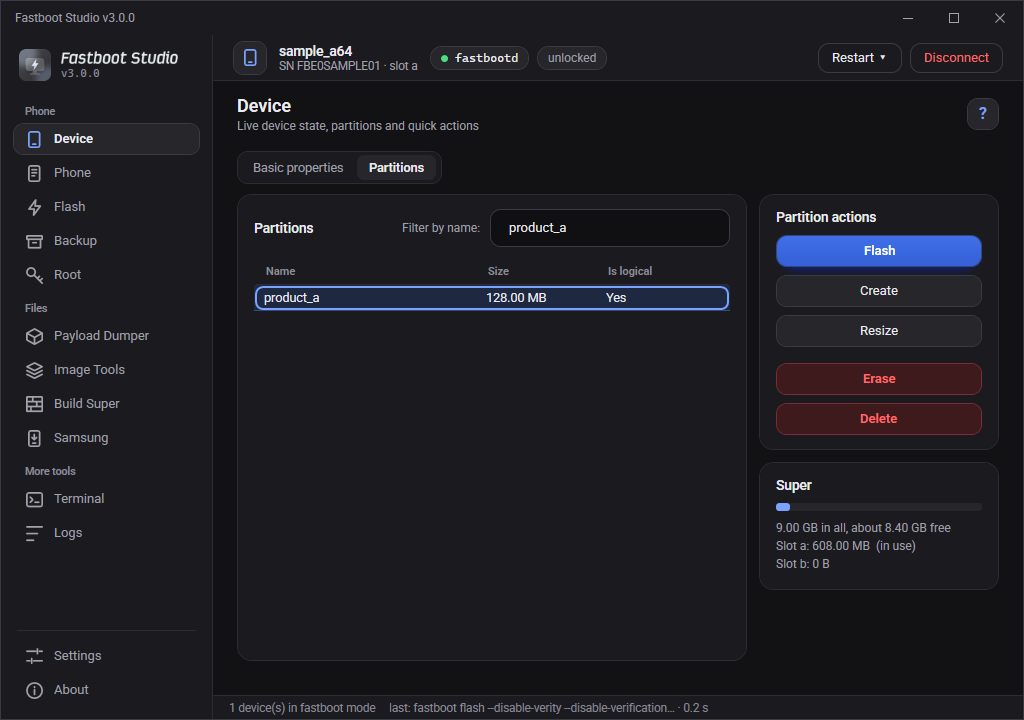 Fastboot Studio v3.0.0
Fastboot Studio
v3.0.0
Phone
Device
Phone
Flash
Backup
Root
Files
Payload Dumper
Image Tools
Build Super
Samsung
More tools
Terminal
Logs
Settings
About
sample_a64
SN FBE0SAMPLE01 · slot a
fastbootd
unlocked
Restart
Disconnect
Device
Live device state, partitions and quick actions
?
Basic properties
Partitions
Partitions
Filter by name:
product_a
Name Size Is logical
product_a 128.00 MB Yes
Partition actions
Flash
Create
Resize
Erase
Delete
Super
9.00 GB in all, about 8.40 GB free
Slot a: 608.00 MB (in use)
Slot b: 0 B
1 device(s) in fastboot mode last: fastboot flash --disable-verity --disable-verification… · 0.2 s